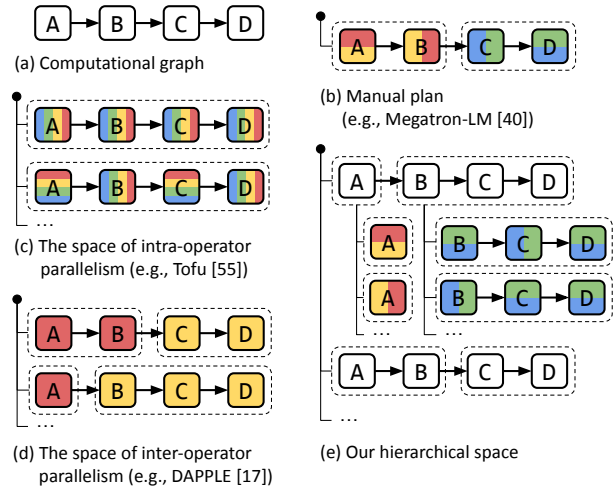 A B C D
(a) Computational graph
A B C D
(b) Manual plan
(e.g., Megatron-LM [40])
A B C D
A B C D
...
(c) The space of intra-operator
parallelism (e.g., Tofu [55])
A B C D
A B C D
...
(d) The space of inter-operator
parallelism (e.g., DAPPLE [17])
A B C D
A B C D
A B C D
... ...
A B C D
...
(e) Our hierarchical space